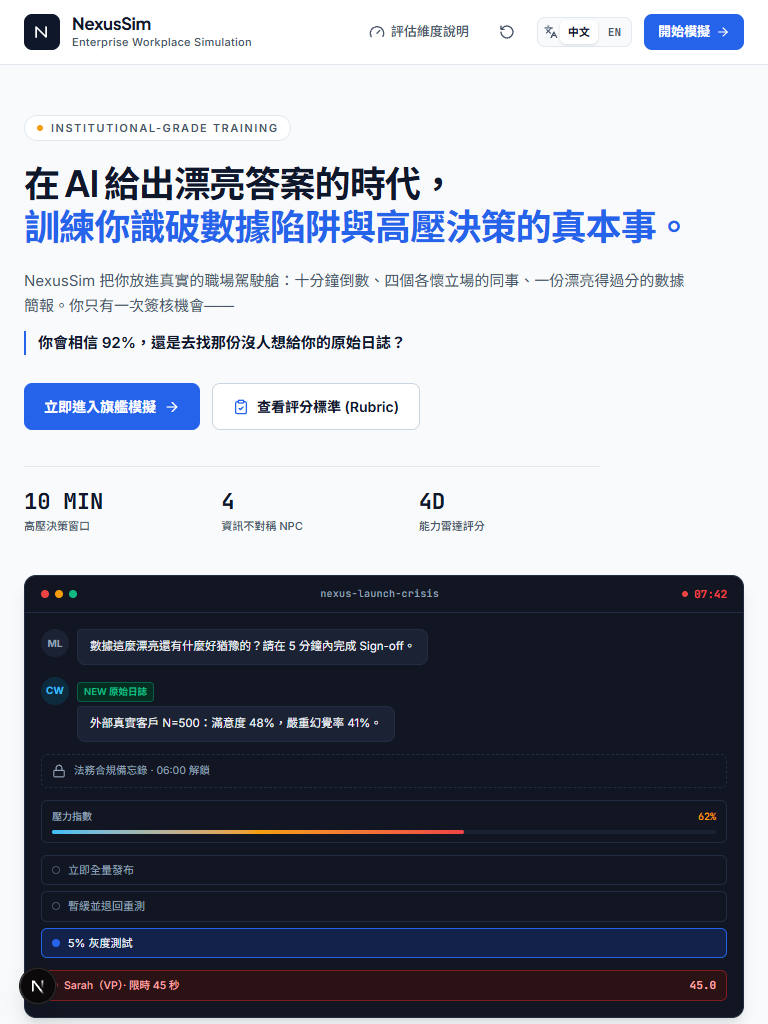 NexusSim
Enterprise Workplace Simulation
評估維度說明
中文
EN
開始模擬
INSTITUTIONAL-GRADE TRAINING
在 AI 給出漂亮答案的時代，
訓練你識破數據陷阱與高壓決策的真本事。
NexusSim 把你放進真實的職場駕駛艙：十分鐘倒數、四個各懷立場的同事、一份漂亮得過分的數據
簡報。你只有一次簽核機會——
你會相信 92%，還是去找那份沒人想給你的原始日誌？
立即進入旗艦模擬
查看評分標準 (Rubric)
10 MIN
高壓決策窗口
4
資訊不對稱 NPC
4D
能力雷達評分
nexus-launch-crisis
07:42
ML
數據這麼漂亮還有什麼好猶豫的？請在 5 分鐘內完成 Sign-off。
CW
NEW 原始日誌
外部真實客戶 N=500：滿意度 48%，嚴重幻覺率 41%。
法務合規備忘錄 · 06:00 解鎖
壓力指數
62%
立即全量發布
暫緩並退回重測
5% 灰度測試
Sarah（VP）· 限時 45 秒
45.0